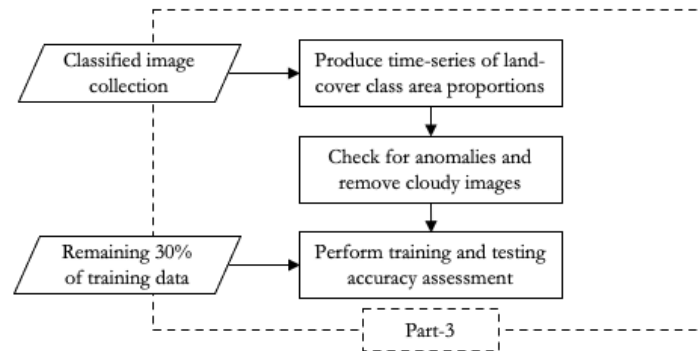 Classified image
collection
Produce time-series of land-
cover class area proportions
Check for anomalies and
remove cloudy images
Remaining 30%
of training data
Perform training and testing
accuracy assessment
Part-3